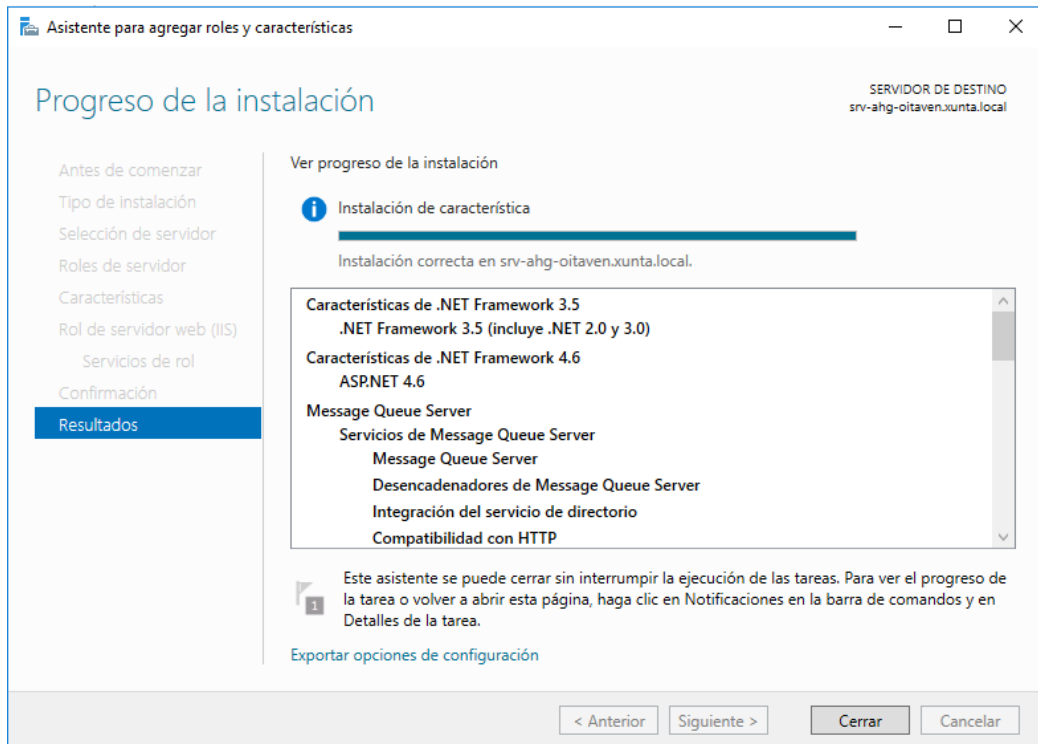 Asistente para agregar roles y características
Progreso de la instalación
SERVIDOR DE DESTINO
srv-ahg-oitaven.xunta.local
Antes de comenzar
Tipo de instalación
Selección de servidor
Roles de servidor
Características
Rol de servidor web (IIS)
Servicios de rol
Confirmación
Resultados
Ver progreso de la instalación
Instalación de característica
Instalación correcta en srv-ahg-oitaven.xunta.local.
Características de .NET Framework 3.5
.NET Framework 3.5 (incluye .NET 2.0 y 3.0)
Características de .NET Framework 4.6
ASP.NET 4.6
Message Queue Server
Servicios de Message Queue Server
Message Queue Server
Desencadenadores de Message Queue Server
Integración del servicio de directorio
Compatibilidad con HTTP
1
Este asistente se puede cerrar sin interrumpir la ejecución de las tareas. Para ver el progreso de
la tarea o volver a abrir esta página, haga clic en Notificaciones en la barra de comandos y en
Detalles de la tarea.
Exportar opciones de configuración
< Anterior
Siguiente >
Cerrar
Cancelar